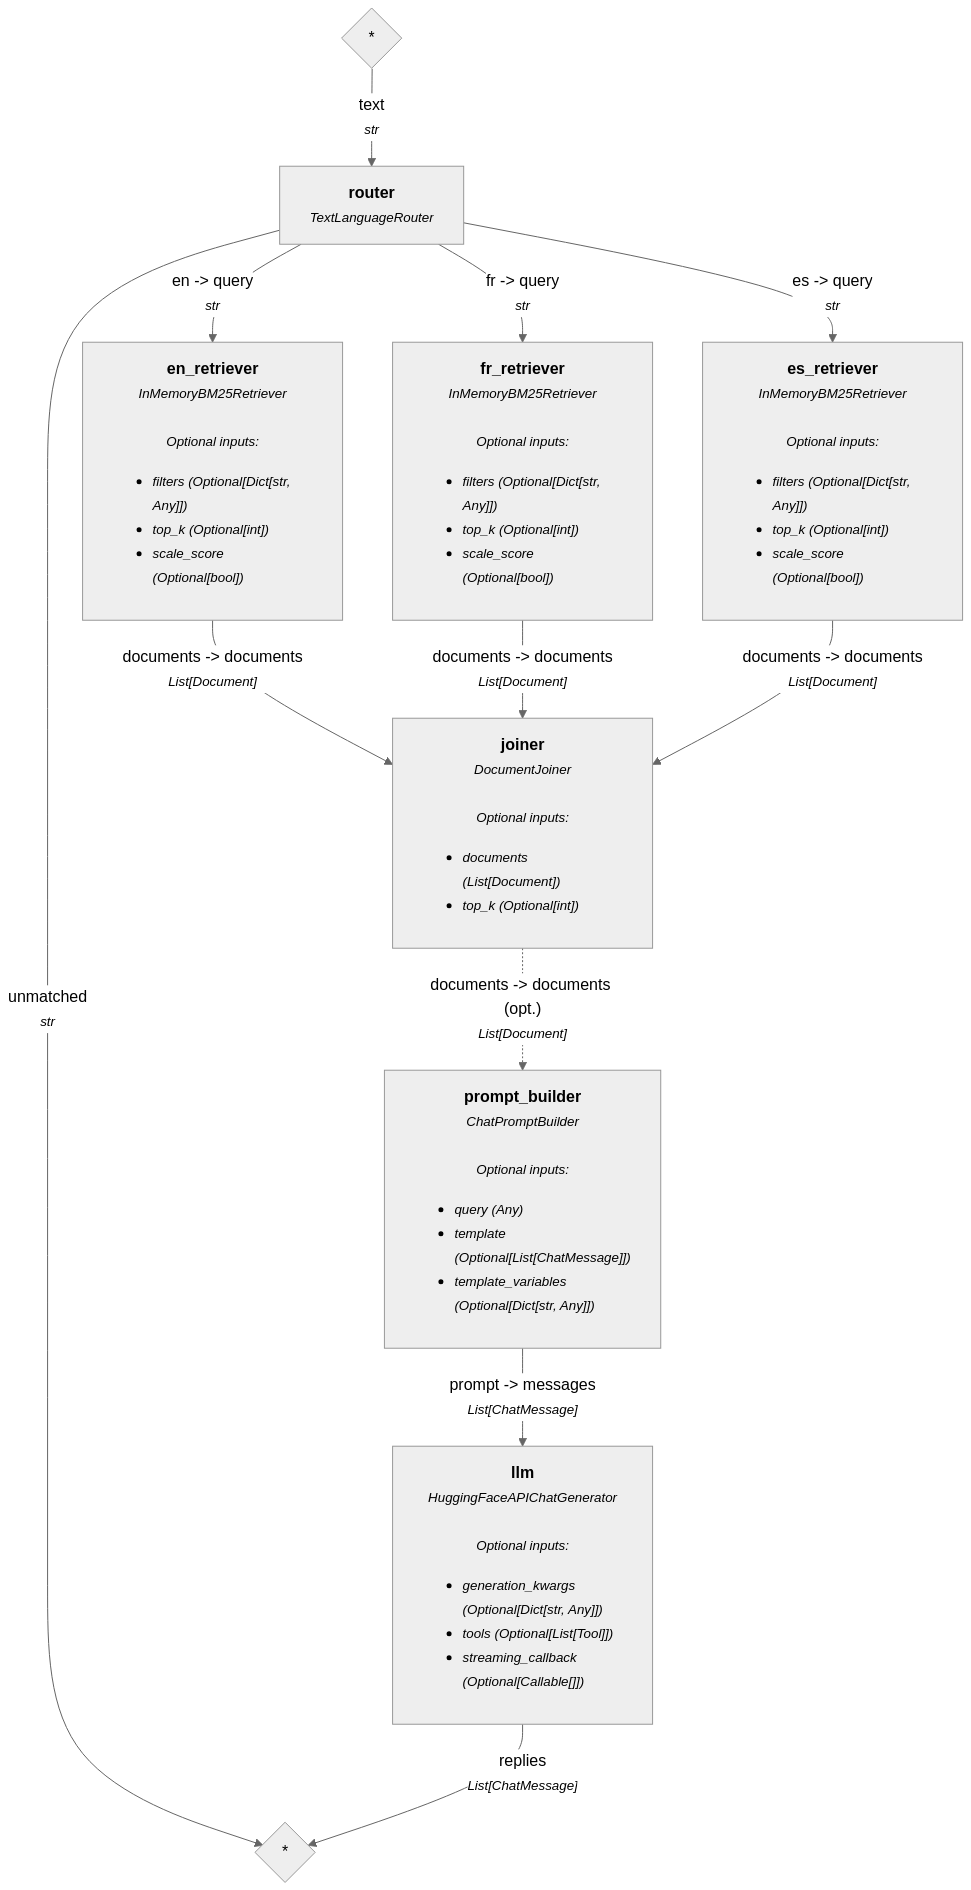 *
text
str
router
TextLanguageRouter
en -> query
str
fr -> query
str
es -> query
str
en_retriever
InMemoryBM25Retriever
Optional inputs:
• filters (Optional[Dict[str,
Any]])
• top_k (Optional[int])
• scale_score
(Optional[bool])
fr_retriever
InMemoryBM25Retriever
Optional inputs:
• filters (Optional[Dict[str,
Any]])
• top_k (Optional[int])
• scale_score
(Optional[bool])
es_retriever
InMemoryBM25Retriever
Optional inputs:
• filters (Optional[Dict[str,
Any]])
• top_k (Optional[int])
• scale_score
(Optional[bool])
documents -> documents
List[Document]
documents -> documents
List[Document]
documents -> documents
List[Document]
joiner
DocumentJoiner
Optional inputs:
• documents
(List[Document])
• top_k (Optional[int])
unmatched
str
documents -> documents
(opt.)
List[Document]
prompt_builder
ChatPromptBuilder
Optional inputs:
• query (Any)
• template
(Optional[List[ChatMessage]])
• template_variables
(Optional[Dict[str, Any]])
prompt -> messages
List[ChatMessage]
llm
HuggingFaceAPIChatGenerator
Optional inputs:
• generation_kwargs
(Optional[Dict[str, Any]])
• tools (Optional[List[Tool]])
• streaming_callback
(Optional[Callable[]])
replies
List[ChatMessage]
*